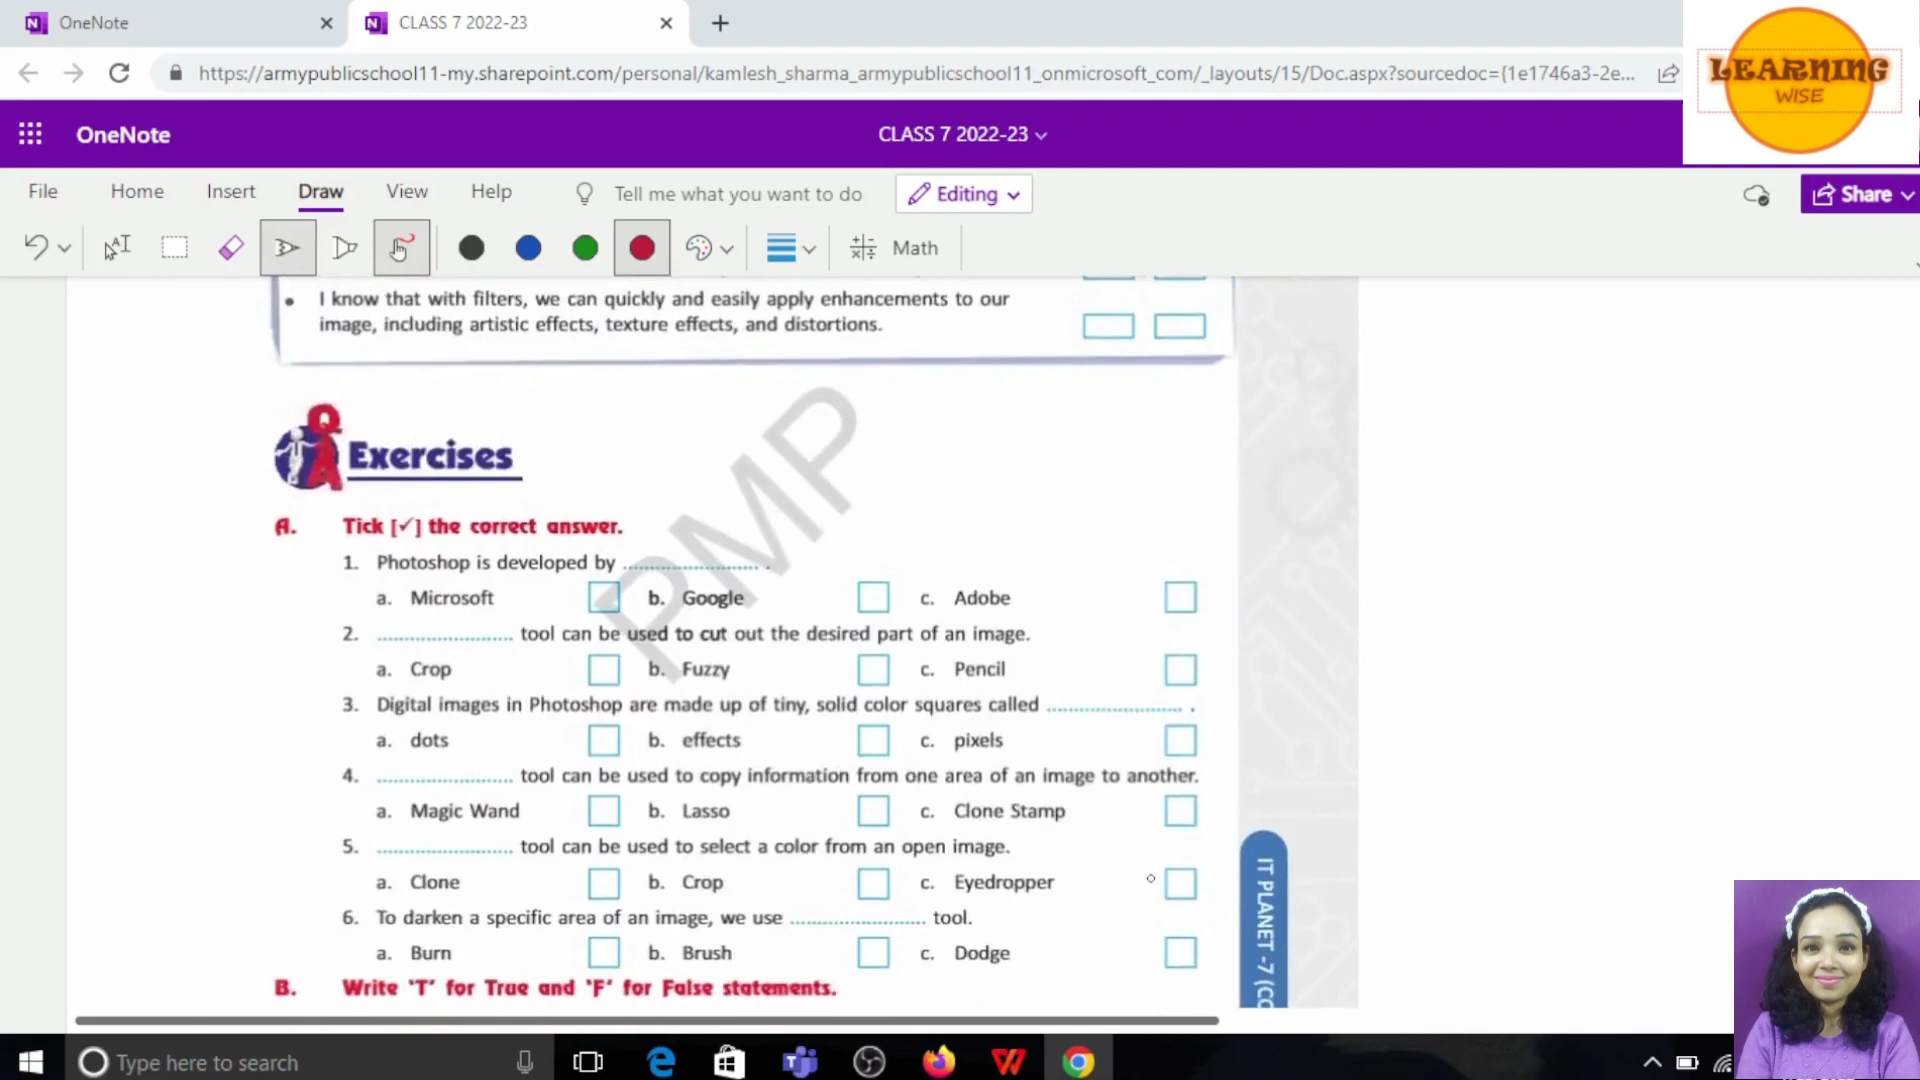 OneNote
CLASS 7 2022-23
LEARNING
WISE
https://armypublicschool11-my.sharepoint.com/personal/kamlesh_sharma_armypublicschool11_onmicrosoft_com/_layouts/15/Doc.aspx?sourcedoc={1e1746a3-2e...
OneNote
CLASS 7 2022-23
File Home Insert Draw View Help Tell me what you want to do Editing Share
Math
• I know that with filters, we can quickly and easily apply enhancements to our
image, including artistic effects, texture effects, and distortions.
QA
Exercises
PMP
A. Tick [✓] the correct answer.
1. Photoshop is developed by ........................ .
a. Microsoft b. Google c. Adobe
2. ........................ tool can be used to cut out the desired part of an image.
a. Crop b. Fuzzy c. Pencil
3. Digital images in Photoshop are made up of tiny, solid color squares called ........................ .
a. dots b. effects c. pixels
4. ........................ tool can be used to copy information from one area of an image to another.
a. Magic Wand b. Lasso c. Clone Stamp
5. ........................ tool can be used to select a color from an open image.
a. Clone b. Crop c. Eyedropper
6. To darken a specific area of an image, we use ........................ tool.
a. Burn b. Brush c. Dodge
B. Write 'T' for True and 'F' for False statements.
IT PLANET -7 (CC
Type here to search